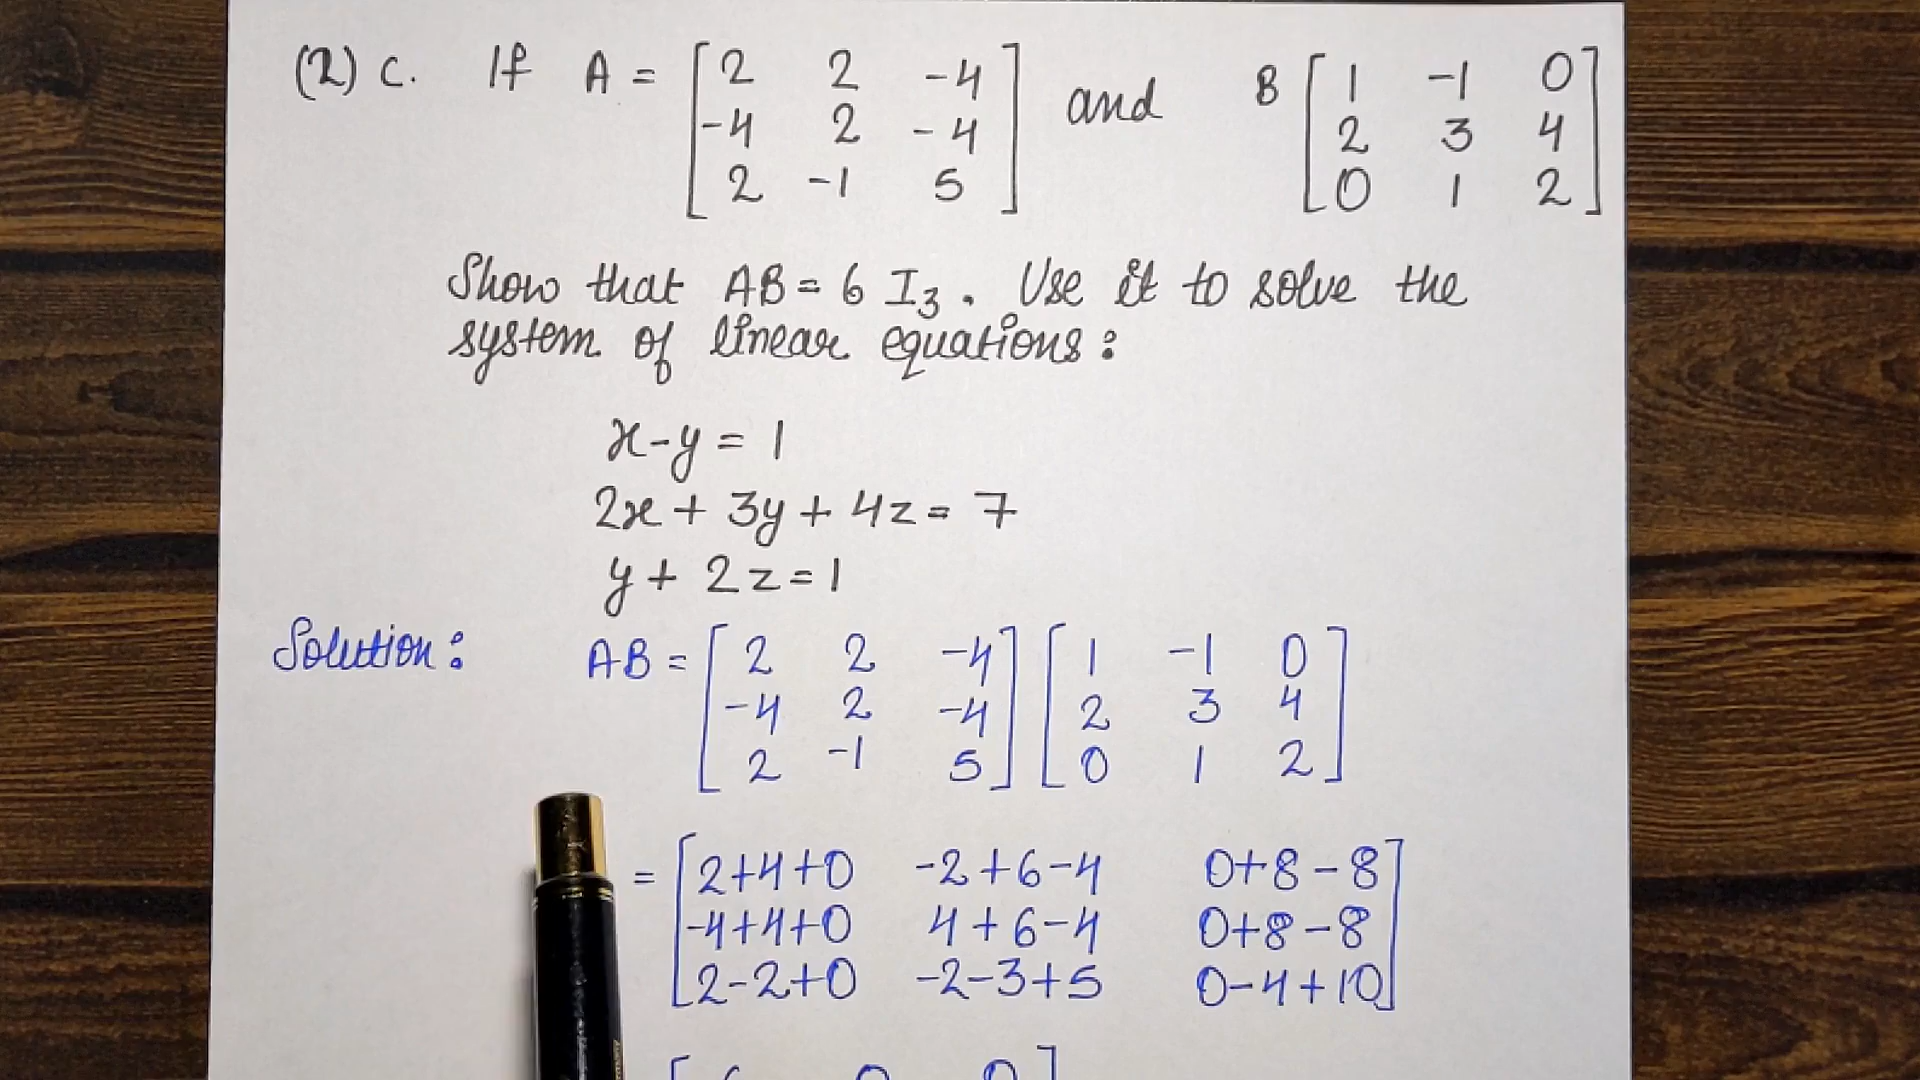 (2) c. If A = [2 2 -4 and B [1 -1 0
-4 2 -4 2 3 4
2 -1 5] 0 1 2]
Show that AB = 6 I3. Use it to solve the
system of linear equations:
x-y = 1
2x + 3y + 4z = 7
y + 2z = 1
Solution: AB = [2 2 -4] [1 -1 0]
-4 2 -4 2 3 4
2 -1 5 0 1 2
= [2+4+0 -2+6-4 0+8-8]
-4+4+0 4+6-4 0+8-8
2-2+0 -2-3+5 0-4+10